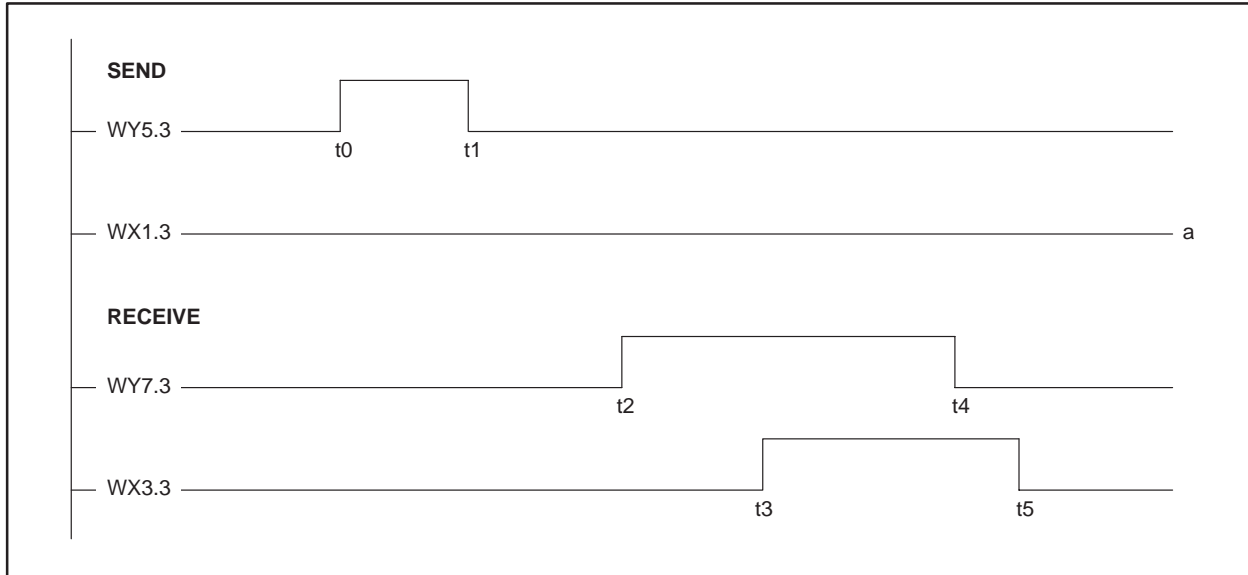 SEND
WY5.3
t0 t1
WX1.3 a
RECEIVE
WY7.3
t2 t4
WX3.3
t3 t5